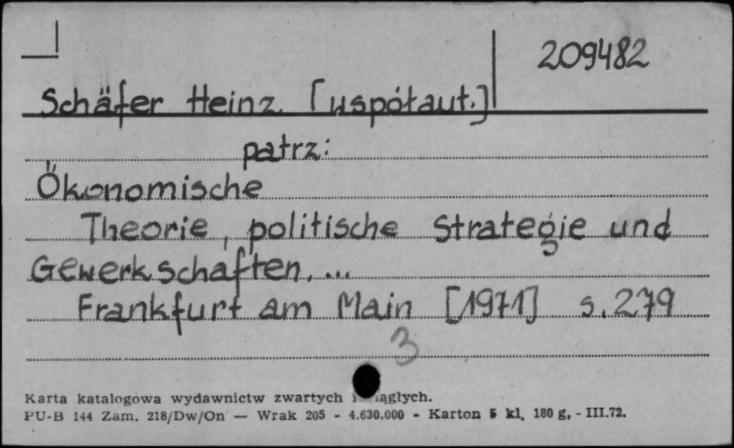 209482
Schäfer Heinz [współaut.]
patrz:
Ökonomische
Theorie, politische Strategie und
Gewerkschaften, ...
Frankfurt am Main [1971] s. 279
3
Karta katalogowa wydawnictw zwartych i ciągłych.
PU-B 144 Zam. 218/Dw/On — Wrak 205 - 4.630.000 - Karton 5 kl. 180 g, - III.72.